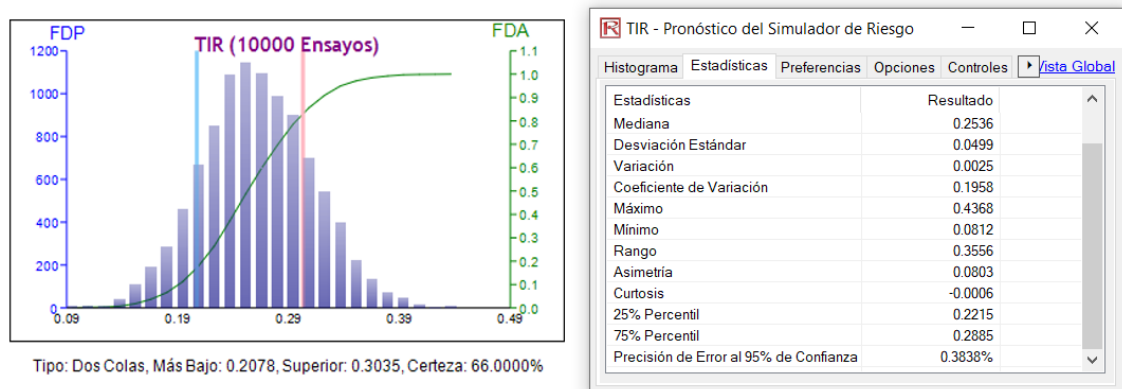 FDP
FDA
TIR (10000 Ensayos)
1200
1000
800
600
400
200
0
1.1
1.0
0.9
0.8
0.7
0.6
0.5
0.4
0.3
0.2
0.1
0.0
0.09 0.19 0.29 0.39 0.49
Tipo: Dos Colas, Más Bajo: 0.2078, Superior: 0.3035, Certeza: 66.0000%
TIR - Pronóstico del Simulador de Riesgo
Histograma Estadísticas Preferencias Opciones Controles Vista Global
Estadísticas Resultado
Mediana 0.2536
Desviación Estándar 0.0499
Variación 0.0025
Coeficiente de Variación 0.1958
Máximo 0.4368
Mínimo 0.0812
Rango 0.3556
Asimetría 0.0803
Curtosis -0.0006
25% Percentil 0.2215
75% Percentil 0.2885
Precisión de Error al 95% de Confianza 0.3838%